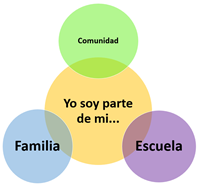 Comunidad
Yo soy parte
de mi...
Familia
Escuela